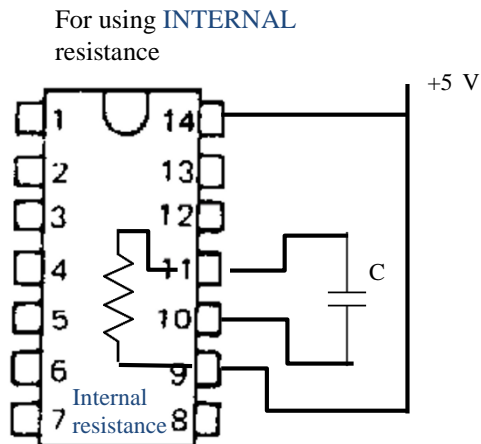 For using INTERNAL
resistance
+5 V
1 14
2 13
3 12
4 11
5 10
6 9
7 8
C
Internal
resistance